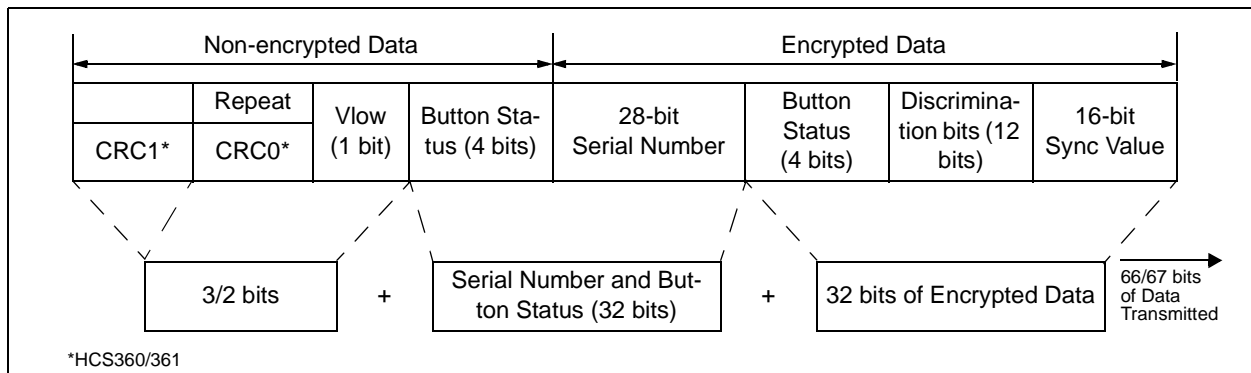 Non-encrypted Data
Encrypted Data
CRC1*
Repeat
CRC0*
Vlow
(1 bit)
Button Sta-
tus (4 bits)
28-bit
Serial Number
Button
Status
(4 bits)
Discrimina-
tion bits (12
bits)
16-bit
Sync Value
3/2 bits
+
Serial Number and But-
ton Status (32 bits)
+
32 bits of Encrypted Data
66/67 bits
of Data
Transmitted
*HCS360/361